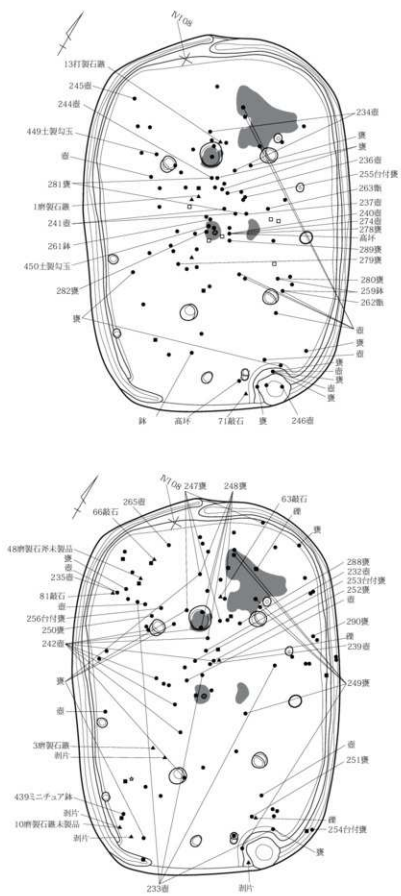 Ⅳ108
13打製石鏃
245壺
244壺
449土製勾玉
壺
281甕
1磨製石鏃
241壺
261鉢
450土製勾玉
282甕
甕
234壺
甕
甕
236壺
255台付甕
263甑
237壺
240壺
274壺
278甕
高坏
289甕
279甕
280甕
259鉢
262甑
壺
甕
壺
甕
壺
甕
壺
甕
鉢
高坏
71敲石
甕
246壺
Ⅳ108
247甕
248甕
265壺
63敲石
66敲石
礫
甕
48磨製石斧未製品
甕
壺
235壺
81敲石
壺
256台付甕
250甕
242壺
甕
壺
3磨製石鏃
剥片
439ミニチュア鉢
剥片
10磨製石鏃未製品
剥片
288甕
232壺
253台付甕
252甕
壺
290甕
礫
239壺
249甕
壺
251甕
礫
254台付甕
甕
233壺
剥片